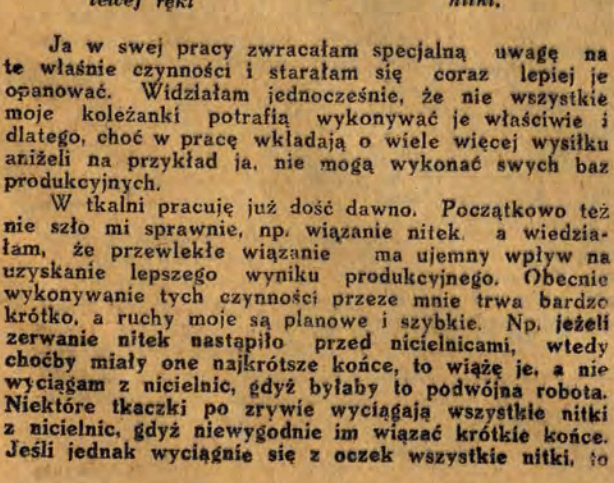 lewej ręki nitki.
Ja w swej pracy zwracałam specjalną uwagę na
te właśnie czynności i starałam się coraz lepiej je
opanować. Widziałam jednocześnie, że nie wszystkie
moje koleżanki potrafią wykonywać je właściwie i
dlatego, choć w pracę wkładają o wiele więcej wysiłku
aniżeli na przykład ja, nie mogą wykonać swych baz
produkcyjnych.
W tkalni pracuję już dość dawno. Początkowo też
nie szło mi sprawnie, np. wiązanie nitek. a wiedzia-
łam, że przewlekłe wiązanie ma ujemny wpływ na
uzyskanie lepszego wyniku produkcyjnego. Obecnie
wykonywanie tych czynności przeze mnie trwa bardzo
krótko, a ruchy moje są planowe i szybkie. Np. jeżeli
zerwanie nitek nastąpiło przed nicielnicami, wtedy
choćby miały one najkrótsze końce, to wiążę je, a nie
wyciągam z nicielnic, gdyż byłaby to podwójna robota.
Niektóre tkaczki po zrywie wyciągają wszystkie nitki
z nicielnic, gdyż niewygodnie im wiązać krótkie końce.
Jeśli jednak wyciągnie się z oczek wszystkie nitki, to